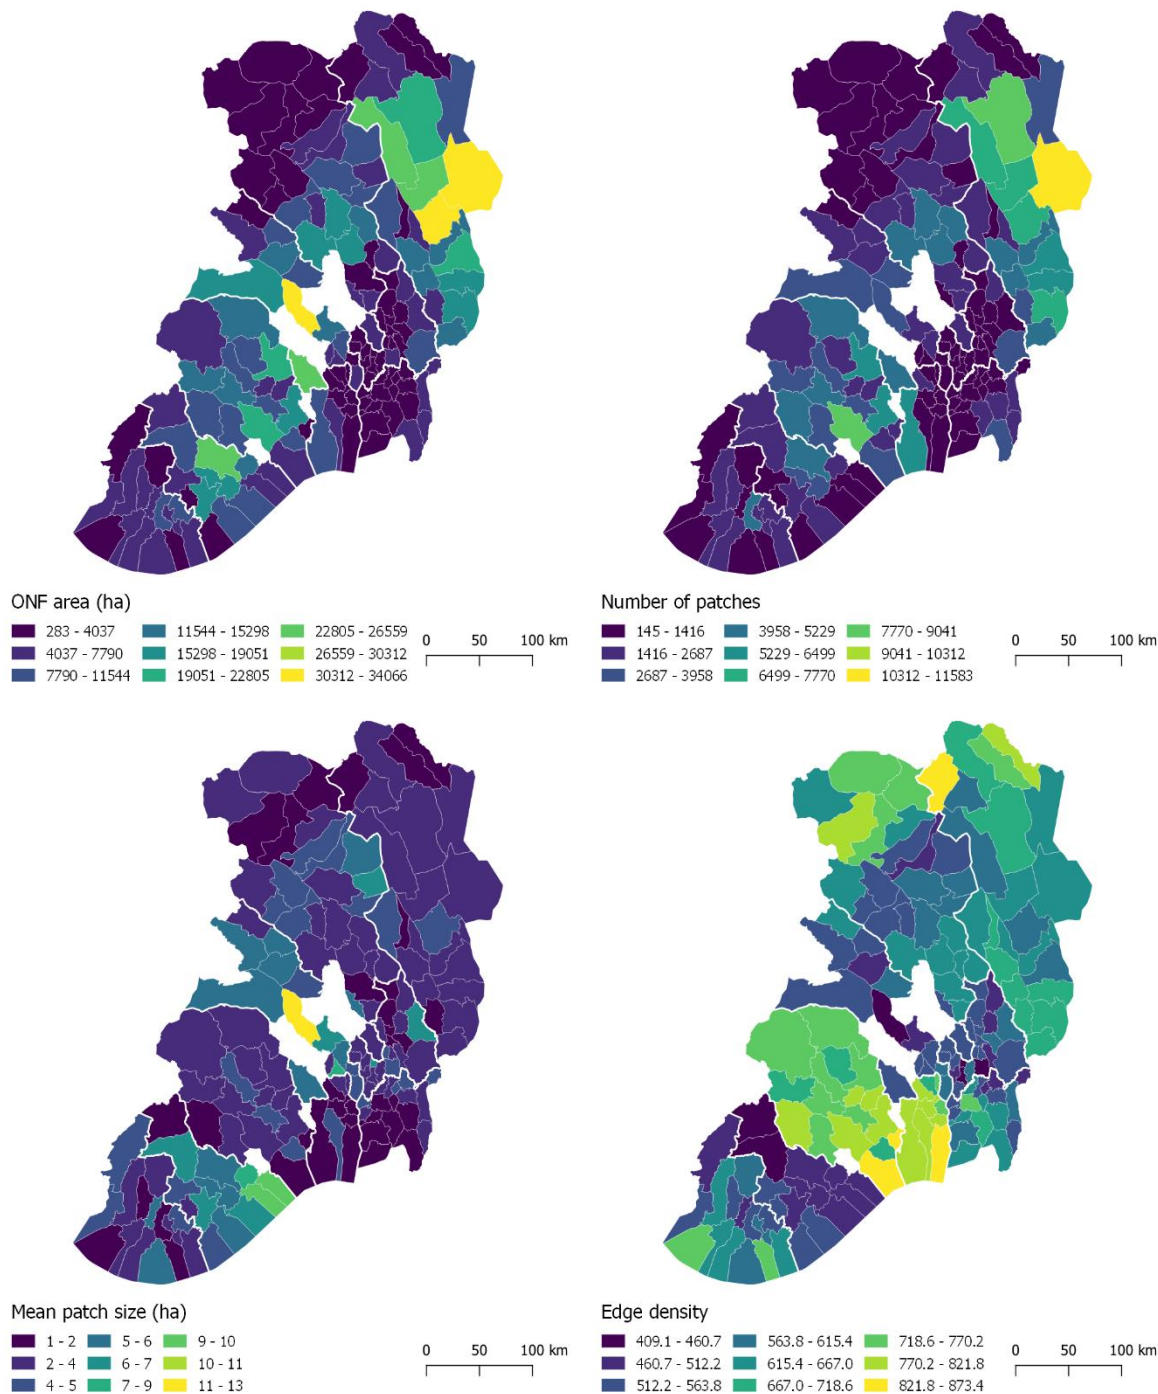 ONF area (ha)
283 - 4037 11544 - 15298 22805 - 26559
4037 - 7790 15298 - 19051 26559 - 30312
7790 - 11544 19051 - 22805 30312 - 34066
0 50 100 km
Number of patches
145 - 1416 3958 - 5229 7770 - 9041
1416 - 2687 5229 - 6499 9041 - 10312
2687 - 3958 6499 - 7770 10312 - 11583
0 50 100 km
Mean patch size (ha)
1 - 2 5 - 6 9 - 10
2 - 4 6 - 7 10 - 11
4 - 5 7 - 9 11 - 13
0 50 100 km
Edge density
409.1 - 460.7 563.8 - 615.4 718.6 - 770.2
460.7 - 512.2 615.4 - 667.0 770.2 - 821.8
512.2 - 563.8 667.0 - 718.6 821.8 - 873.4
0 50 100 km